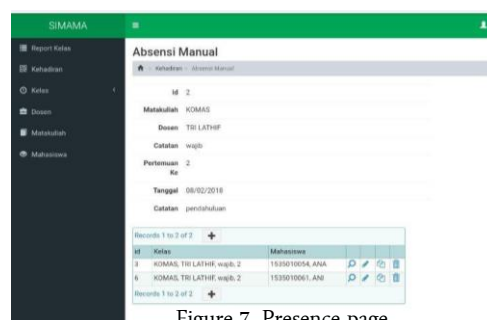 SIMAMA
Report Kelas
Kehadiran
Kelas
Dosen
Matakuliah
Mahasiswa
Absensi Manual
Kehadiran Absensi Manual
Id 2
Matakuliah KOMAS
Dosen TRI LATHIF
Catatan wajib
Pertemuan 2
Ke
Tanggal 08/02/2018
Catatan pendahuluan
Records 1 to 2 of 2
id Kelas Mahasiswa
3 KOMAS, TRI LATHIF, wajib, 2 1535010054, ANA
6 KOMAS, TRI LATHIF, wajib, 2 1535010061, ANI
Records 1 to 2 of 2
Figure 7. Presence page